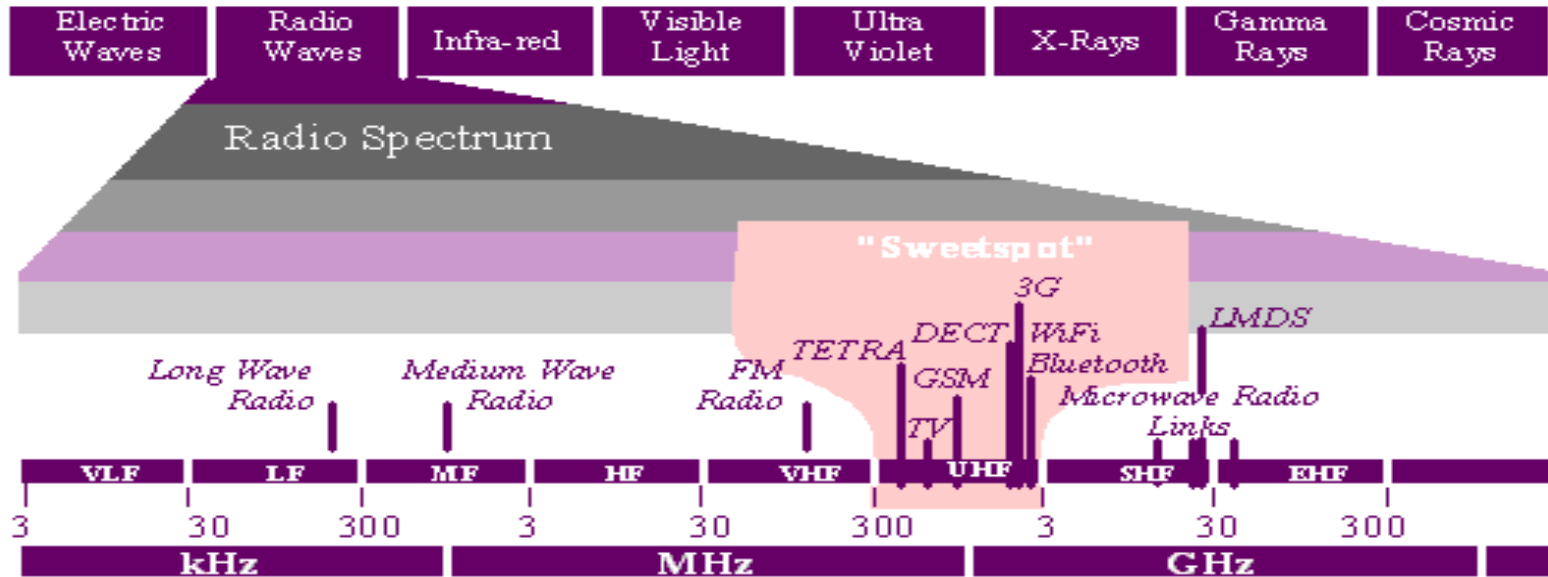 Electric Waves
Radio Waves
Infra-red
Visible Light
Ultra Violet
X-Rays
Gamma Rays
Cosmic Rays
Radio Spectrum
"Sweetspot"
3G
LMDS
DECT
WiFi
TETRA
Bluetooth
Long Wave
Radio
Medium Wave
Radio
FM
Radio
GSM
TV
Microwave Radio
Links
VLF
LF
MF
HF
VHF
UHF
SHF
EHF
3 30 300 3 30 300 3 30 300
kHz
MHz
GHz